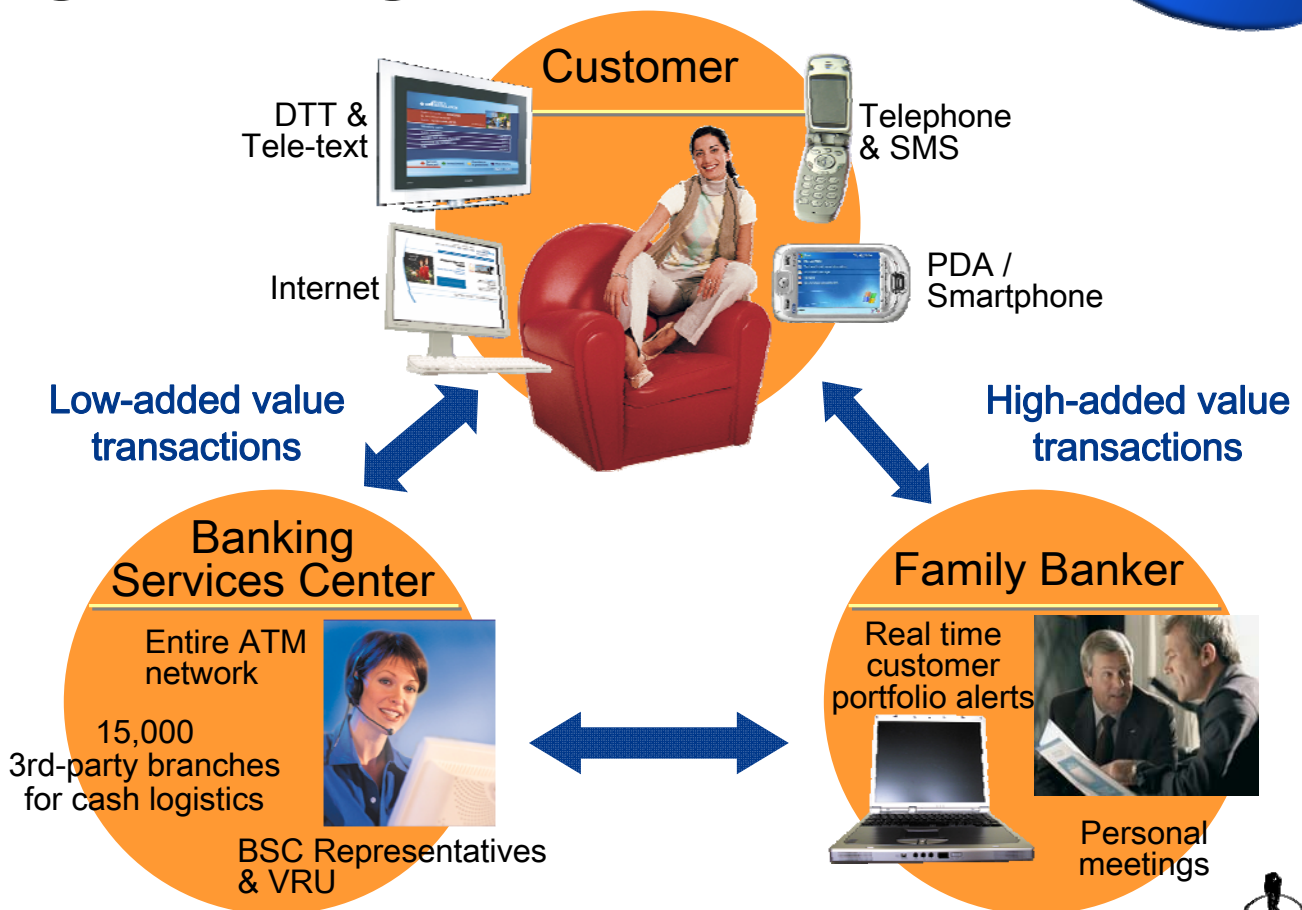 Customer
DTT &
Tele-text
Telephone
& SMS
Internet
PDA /
Smartphone
Low-added value
transactions
High-added value
transactions
Banking
Services Center
Entire ATM
network
15,000
3rd-party branches
for cash logistics
BSC Representatives
& VRU
Family Banker
Real time
customer
portfolio alerts
Personal
meetings